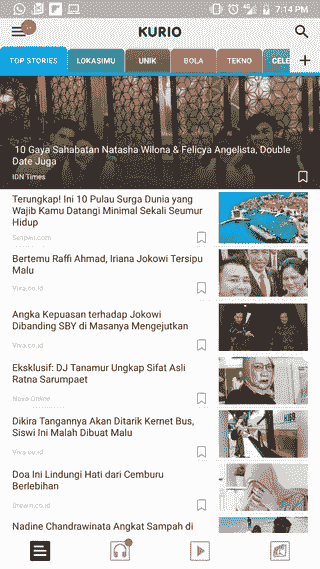 4G 7:14 PM
KURIO
TOP STORIES LOKASIMU UNIK BOLA TEKNO CELE
10 Gaya Sahabatan Natasha Wilona & Felicya Angelista, Double
Date Juga
IDN Times
Terungkap! Ini 10 Pulau Surga Dunia yang
Wajib Kamu Datangi Minimal Sekali Seumur
Hidup
Serpwr.com
Bertemu Raffi Ahmad, Iriana Jokowi Tersipu
Malu
Viva.co.id
Angka Kepuasan terhadap Jokowi
Dibanding SBY di Masanya Mengejutkan
Viva.co.id
Eksklusif: DJ Tanamur Ungkap Sifat Asli
Ratna Sarumpaet
Nova Online
Dikira Tangannya Akan Ditarik Kernet Bus,
Siswi Ini Malah Dibuat Malu
Viva.co.id
Doa Ini Lindungi Hati dari Cemburu
Berlebihan
Dream.co.id
Nadine Chandrawinata Angkat Sampah di